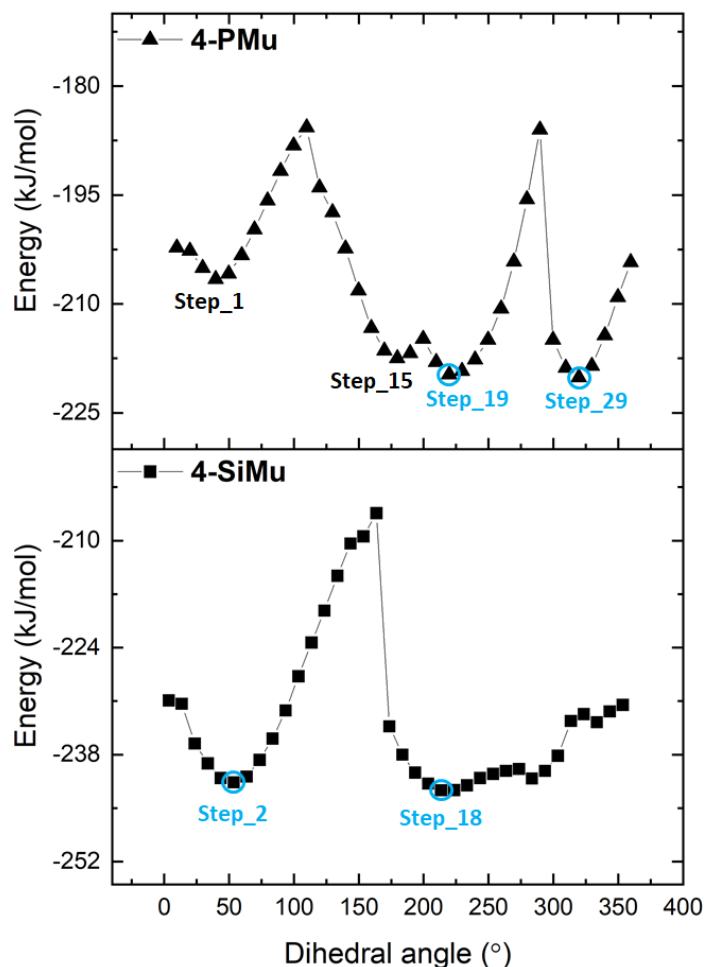 4-PMu
-180
-195
-210
-225
Energy (kJ/mol)
Step_1
Step_15
Step_19
Step_29
4-SiMu
-210
-224
-238
-252
Energy (kJ/mol)
Step_2
Step_18
0 50 100 150 200 250 300 350 400
Dihedral angle (°)